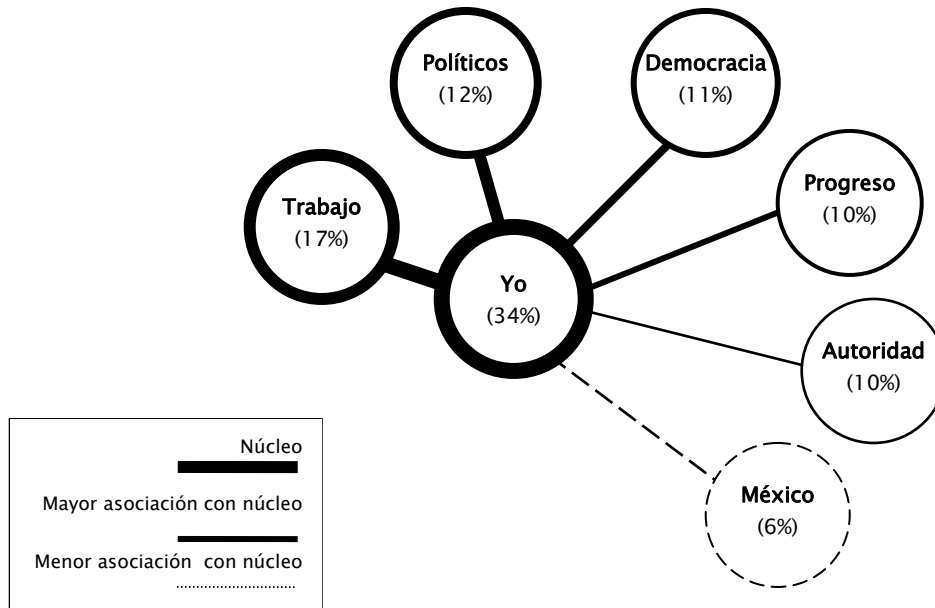 Políticos
(12%)
Democracia
(11%)
Progreso
(10%)
Trabajo
(17%)
Yo
(34%)
Autoridad
(10%)
México
(6%)
Núcleo
Mayor asociación con núcleo
Menor asociación con núcleo